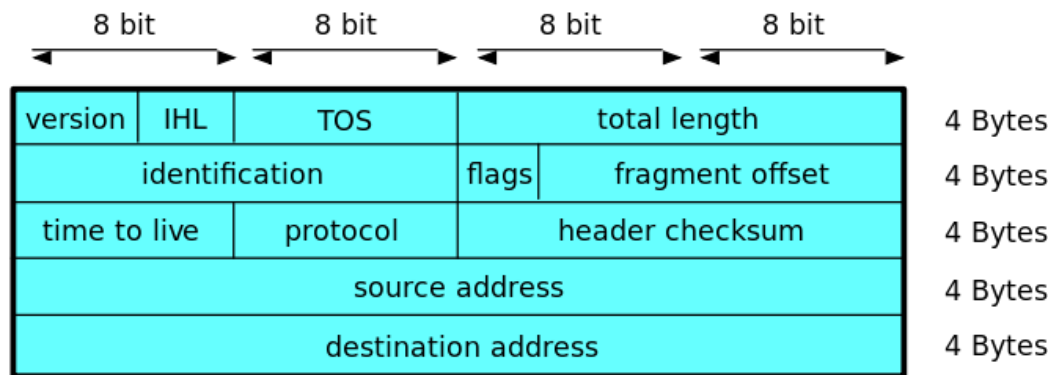 8 bit 8 bit 8 bit 8 bit
version IHL TOS total length 4 Bytes
identification flags fragment offset 4 Bytes
time to live protocol header checksum 4 Bytes
source address 4 Bytes
destination address 4 Bytes